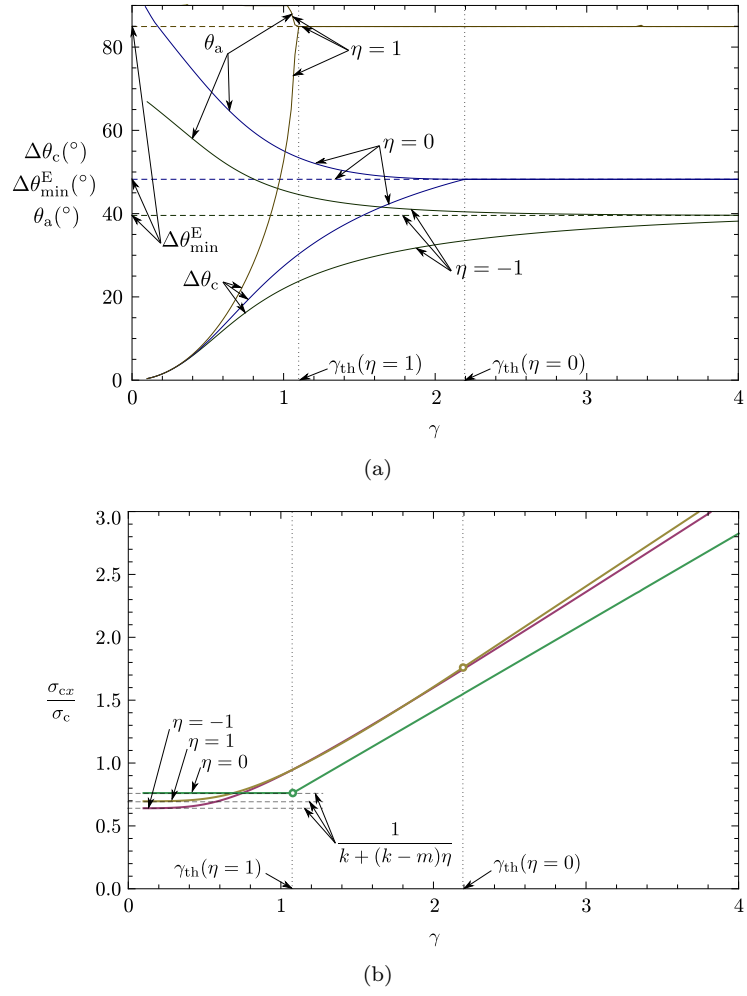 80
60
40
20
0
Δθc(°)
ΔθᴱminE(°)
θa(°)
θa
η = 1
η = 0
ΔθEmin
η = −1
Δθc
γth(η = 1)
γth(η = 0)
0 1 2 3 4
γ
(a)
3.0
2.5
2.0
1.5
1.0
0.5
0.0
σcx
σc
η = −1
η = 1
η = 0
1
k + (k − m)η
γth(η = 1)
γth(η = 0)
0 1 2 3 4
γ
(b)